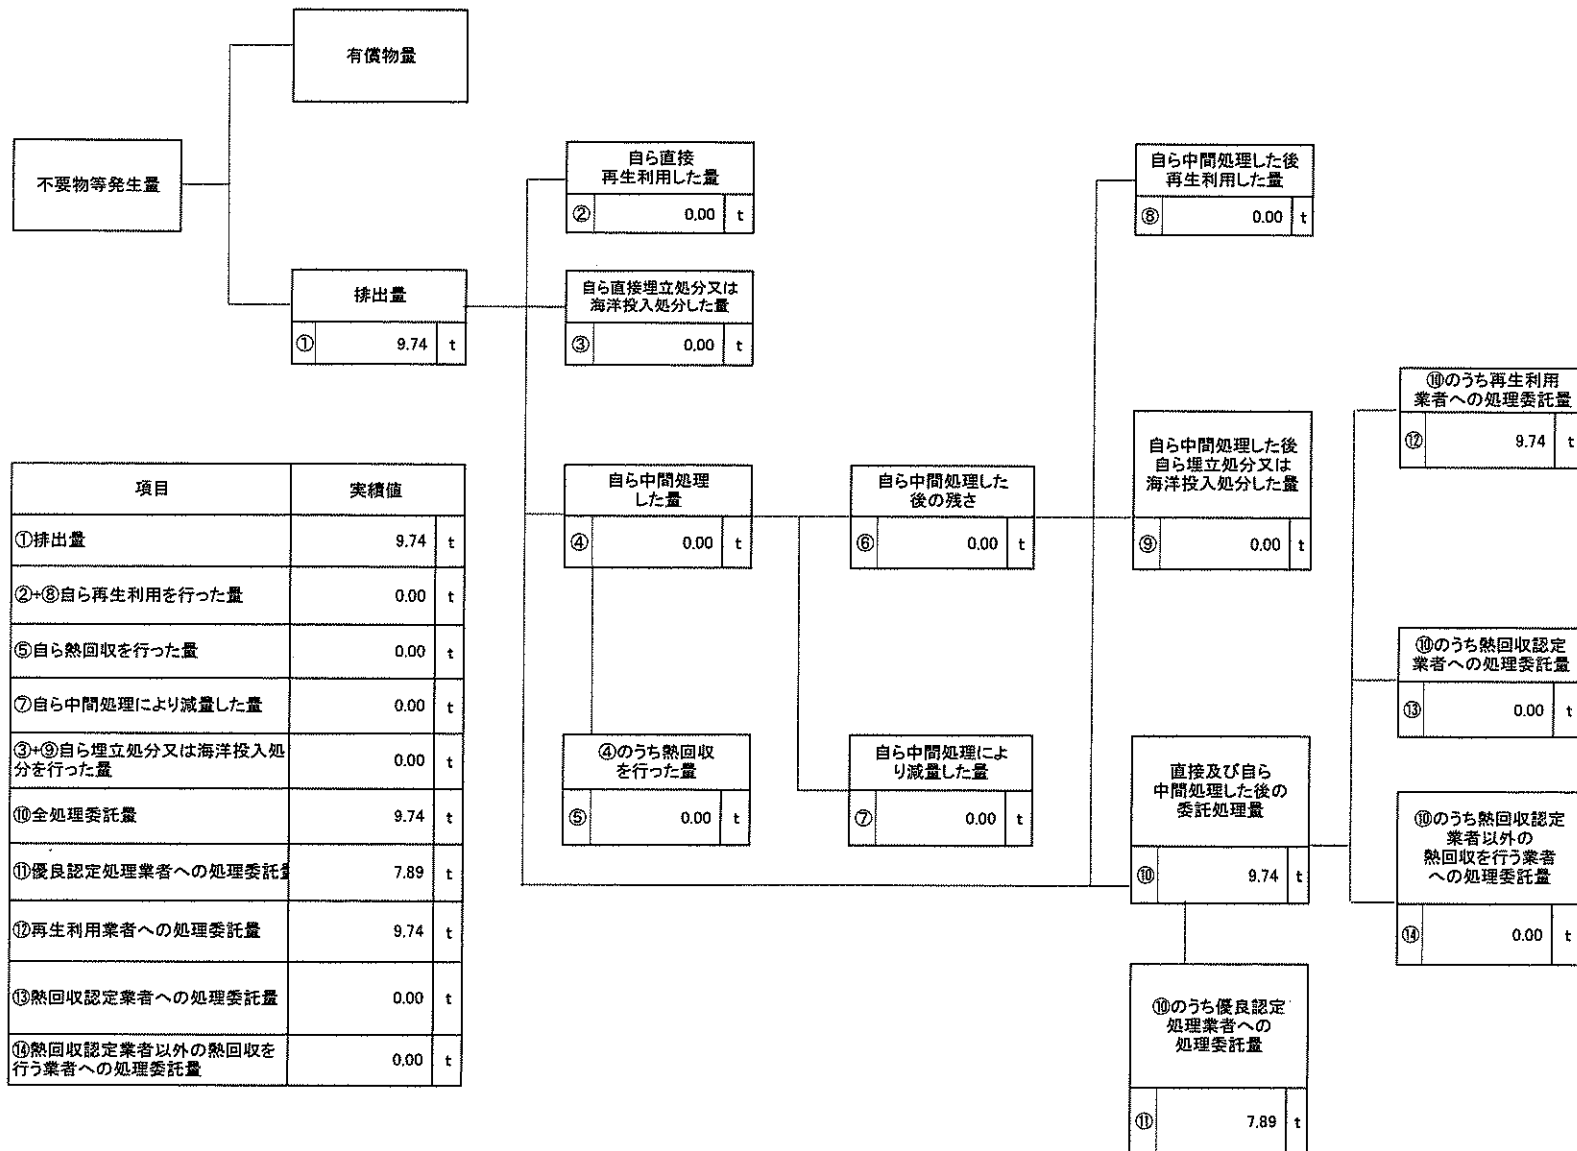 有償物量
不要物等発生量
排出量
① 9.74 t
自ら直接
再生利用した量
② 0.00 t
自ら直接埋立処分又は
海洋投入処分した量
③ 0.00 t
自ら中間処理
した量
④ 0.00 t
④のうち熱回収
を行った量
⑤ 0.00 t
自ら中間処理した
後の残さ
⑥ 0.00 t
自ら中間処理によ
り減量した量
⑦ 0.00 t
自ら中間処理した後
再生利用した量
⑧ 0.00 t
自ら中間処理した後
自ら埋立処分又は
海洋投入処分した量
⑨ 0.00 t
直接及び自ら
中間処理した後の
委託処理量
⑩ 9.74 t
⑩のうち優良認定
処理業者への
処理委託量
⑪ 7.89 t
⑩のうち再生利用
業者への処理委託量
⑫ 9.74 t
⑩のうち熱回収認定
業者への処理委託量
⑬ 0.00 t
⑩のうち熱回収認定
業者以外の
熱回収を行う業者
への処理委託量
⑭ 0.00 t
項目 実績値
①排出量 9.74 t
②+⑧自ら再生利用を行った量 0.00 t
⑤自ら熱回収を行った量 0.00 t
⑦自ら中間処理により減量した量 0.00 t
③+⑨自ら埋立処分又は海洋投入処
分を行った量 0.00 t
⑩全処理委託量 9.74 t
⑪優良認定処理業者への処理委託量 7.89 t
⑫再生利用業者への処理委託量 9.74 t
⑬熱回収認定業者への処理委託量 0.00 t
⑭熱回収認定業者以外の熱回収を
行う業者への処理委託量 0.00 t